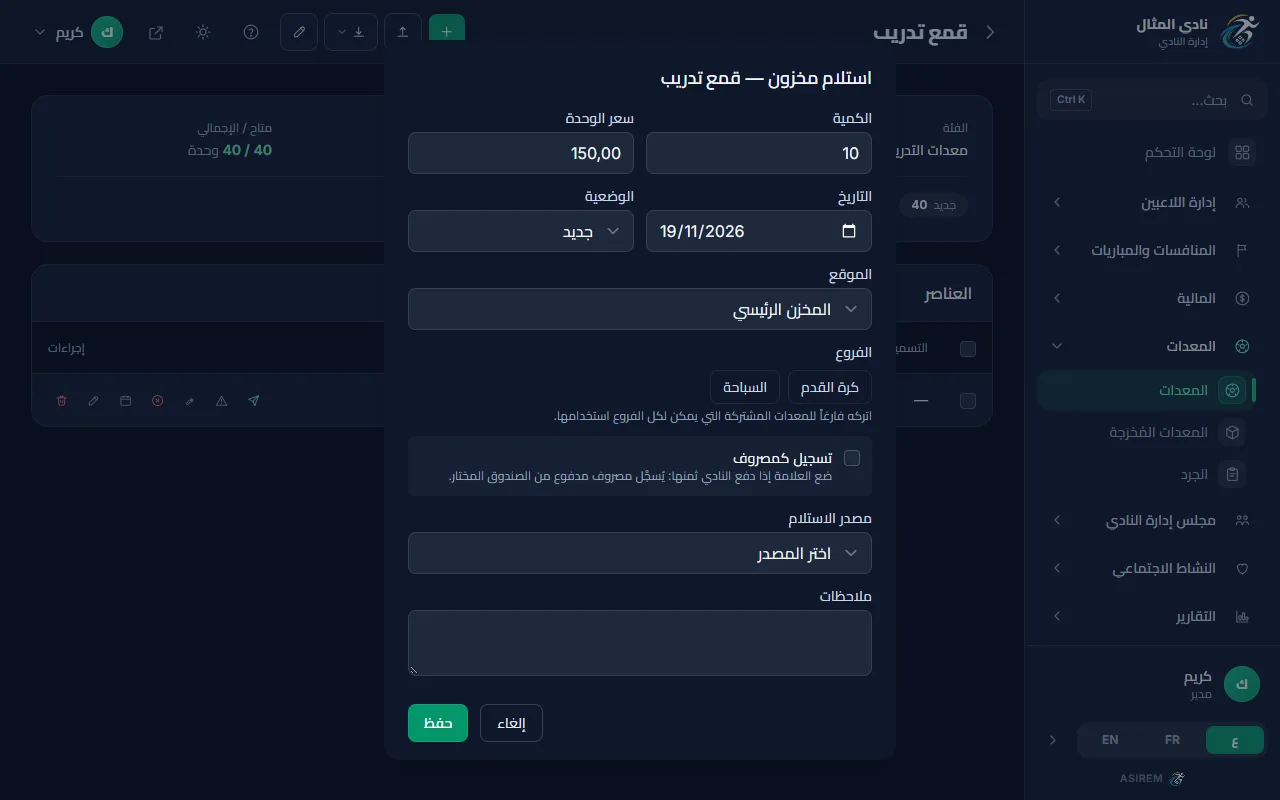 نادي المثال
إدارة النادي
بحث...
Ctrl K
لوحة التحكم
إدارة اللاعبين
المنافسات والمباريات
المالية
المعدات
المعدات
المعدات المُخرَجة
الجرد
مجلس إدارة النادي
النشاط الاجتماعي
التقارير
كريم
مدير
ك
ع
FR
EN
ASIREM
قمع تدريب
كريم
ك
الفئة
معدات التدريب
متاح / الإجمالي
40 / 40 وحدة
جديد 40
العناصر
إجراءات
—
استلام مخزون — قمع تدريب
الكمية
سعر الوحدة
10
150,00
التاريخ
الوضعية
19/11/2026
جديد
الموقع
المخزن الرئيسي
الفروع
كرة القدم
السباحة
اتركه فارغاً للمعدات المشتركة التي يمكن لكل الفروع استخدامها.
تسجيل كمصروف
ضع العلامة إذا دفع النادي ثمنها: يُسجَّل مصروف مدفوع من الصندوق المختار.
مصدر الاستلام
اختر المصدر
ملاحظات
إلغاء
حفظ